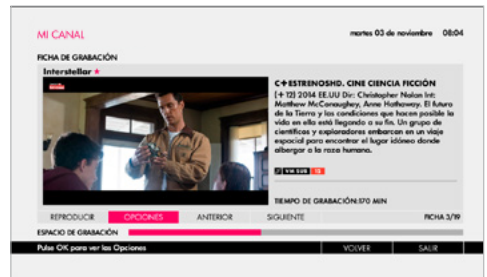 MI CANAL
martes 03 de noviembre 08:04
FICHA DE GRABACIÓN
Interstellar ★
C+ESTRENOSHD. CINE CIENCIA FICCIÓN
(+ 12) 2014 EE.UU Dir: Christopher Nolan Int: Matthew McConaughey, Anne Hathaway. El futuro
de la Tierra y las condiciones que hacen posible la
vida en ella está llegando a su fin. Un grupo de
científicos y exploradores embarcan en un viaje
espacial para encontrar el lugar idóneo donde
albergar a la raza humana.
VM SUB 12
TIEMPO DE GRABACIÓN:170 MIN
REPRODUCIR OPCIONES ANTERIOR SIGUIENTE FICHA 3/19
ESPACIO DE GRABACIÓN
Pulse OK para ver las Opciones VOLVER SALIR